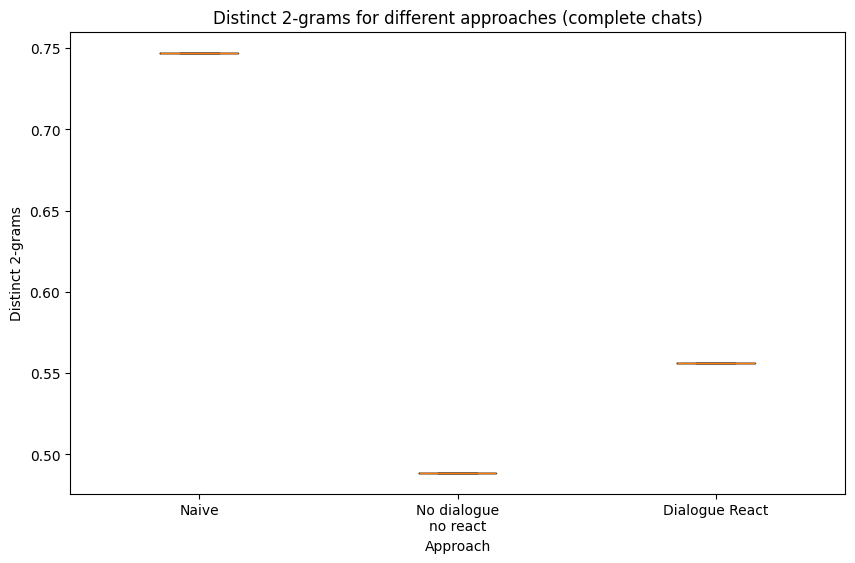 Distinct 2-grams for different approaches (complete chats)
Distinct 2-grams
0.75
0.70
0.65
0.60
0.55
0.50
Naive
No dialogue
no react
Dialogue React
Approach